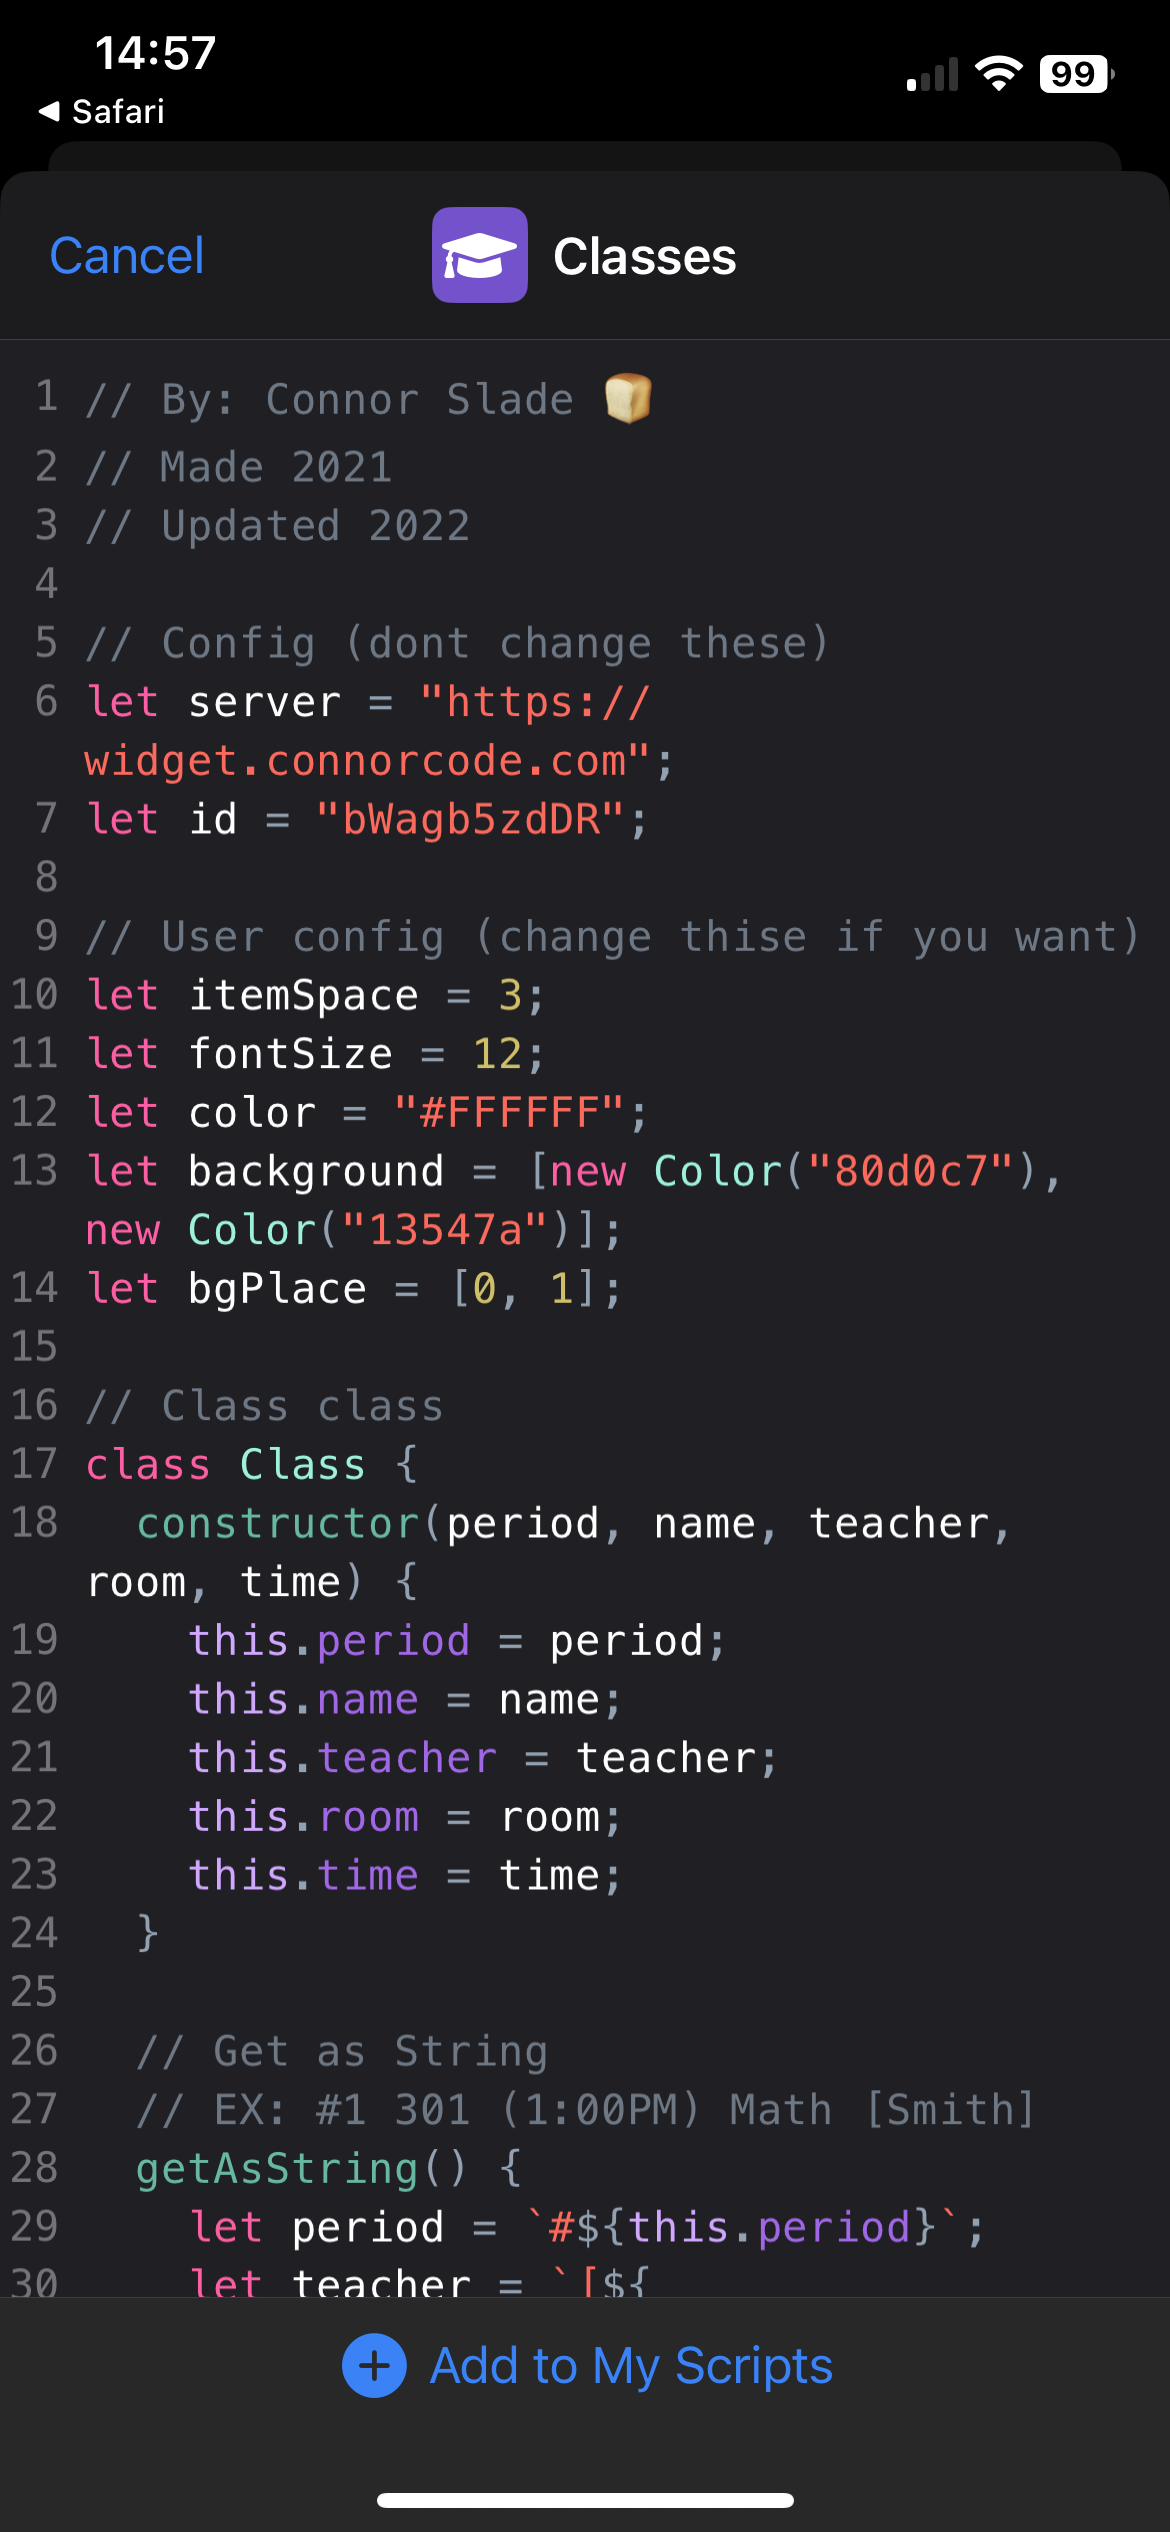 14:57
99
◀ Safari
Cancel
Classes
1 // By: Connor Slade 🍞
2 // Made 2021
3 // Updated 2022
4
5 // Config (dont change these)
6 let server = "https://
widget.connorcode.com";
7 let id = "bWagb5zdDR";
8
9 // User config (change thise if you want)
10 let itemSpace = 3;
11 let fontSize = 12;
12 let color = "#FFFFFF";
13 let background = [new Color("80d0c7"),
new Color("13547a")];
14 let bgPlace = [0, 1];
15
16 // Class class
17 class Class {
18   constructor(period, name, teacher,
room, time) {
19     this.period = period;
20     this.name = name;
21     this.teacher = teacher;
22     this.room = room;
23     this.time = time;
24   }
25
26   // Get as String
27   // EX: #1 301 (1:00PM) Math [Smith]
28   getAsString() {
29     let period = `#${this.period}`;
30     let teacher = `[${
Add to My Scripts